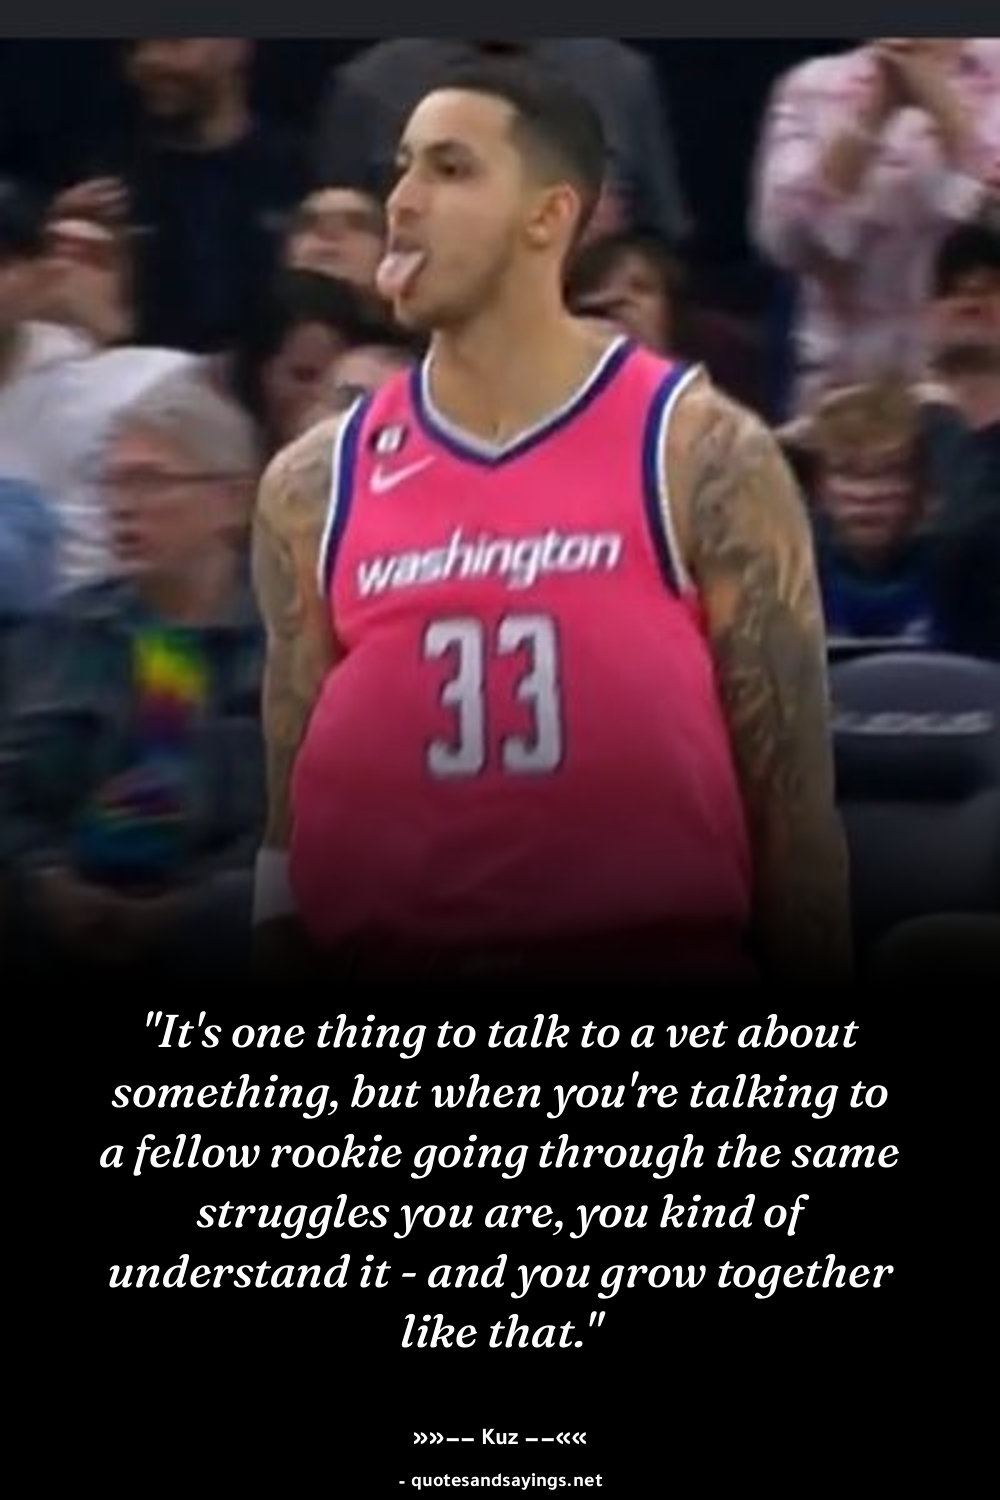 6
washington
33
LEXUS
"It's one thing to talk to a vet about
something, but when you're talking to
a fellow rookie going through the same
struggles you are, you kind of
understand it - and you grow together
like that."
»»–– Kuz ––««
- quotesandsayings.net